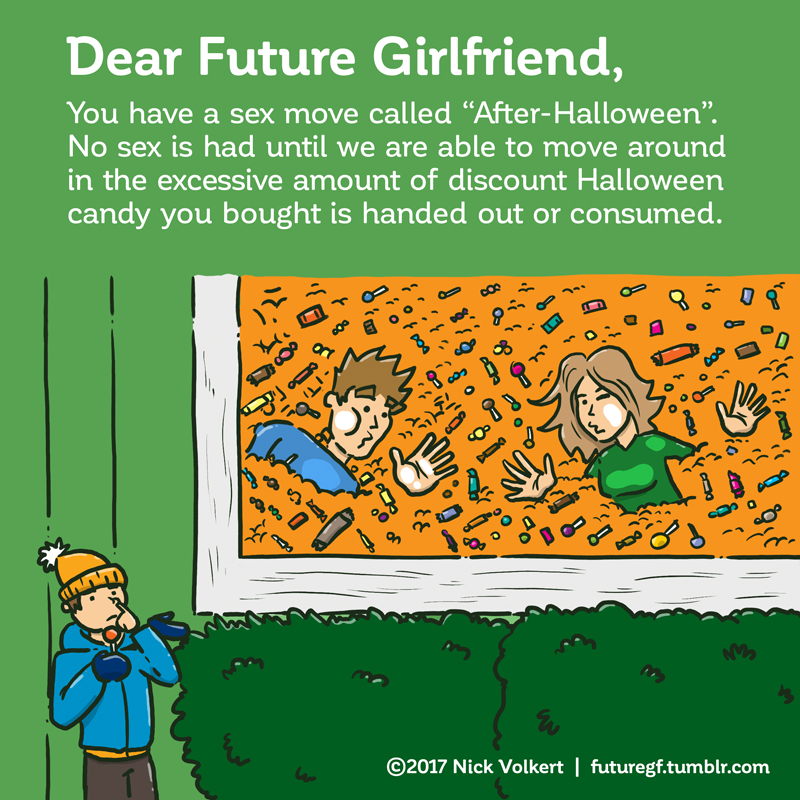 Dear Future Girlfriend,
You have a sex move called “After-Halloween”.
No sex is had until we are able to move around
in the excessive amount of discount Halloween
candy you bought is handed out or consumed.
©2017 Nick Volkert | futuregf.tumblr.com